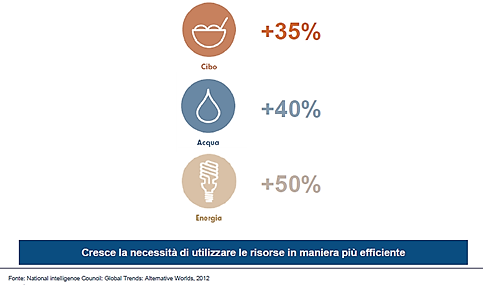 +35%
Cibo
+40%
Acqua
+50%
Energia
Cresce la necessità di utilizzare le risorse in maniera più efficiente
Fonte: National Intelligence Council: Global Trends: Alternative Worlds, 2012